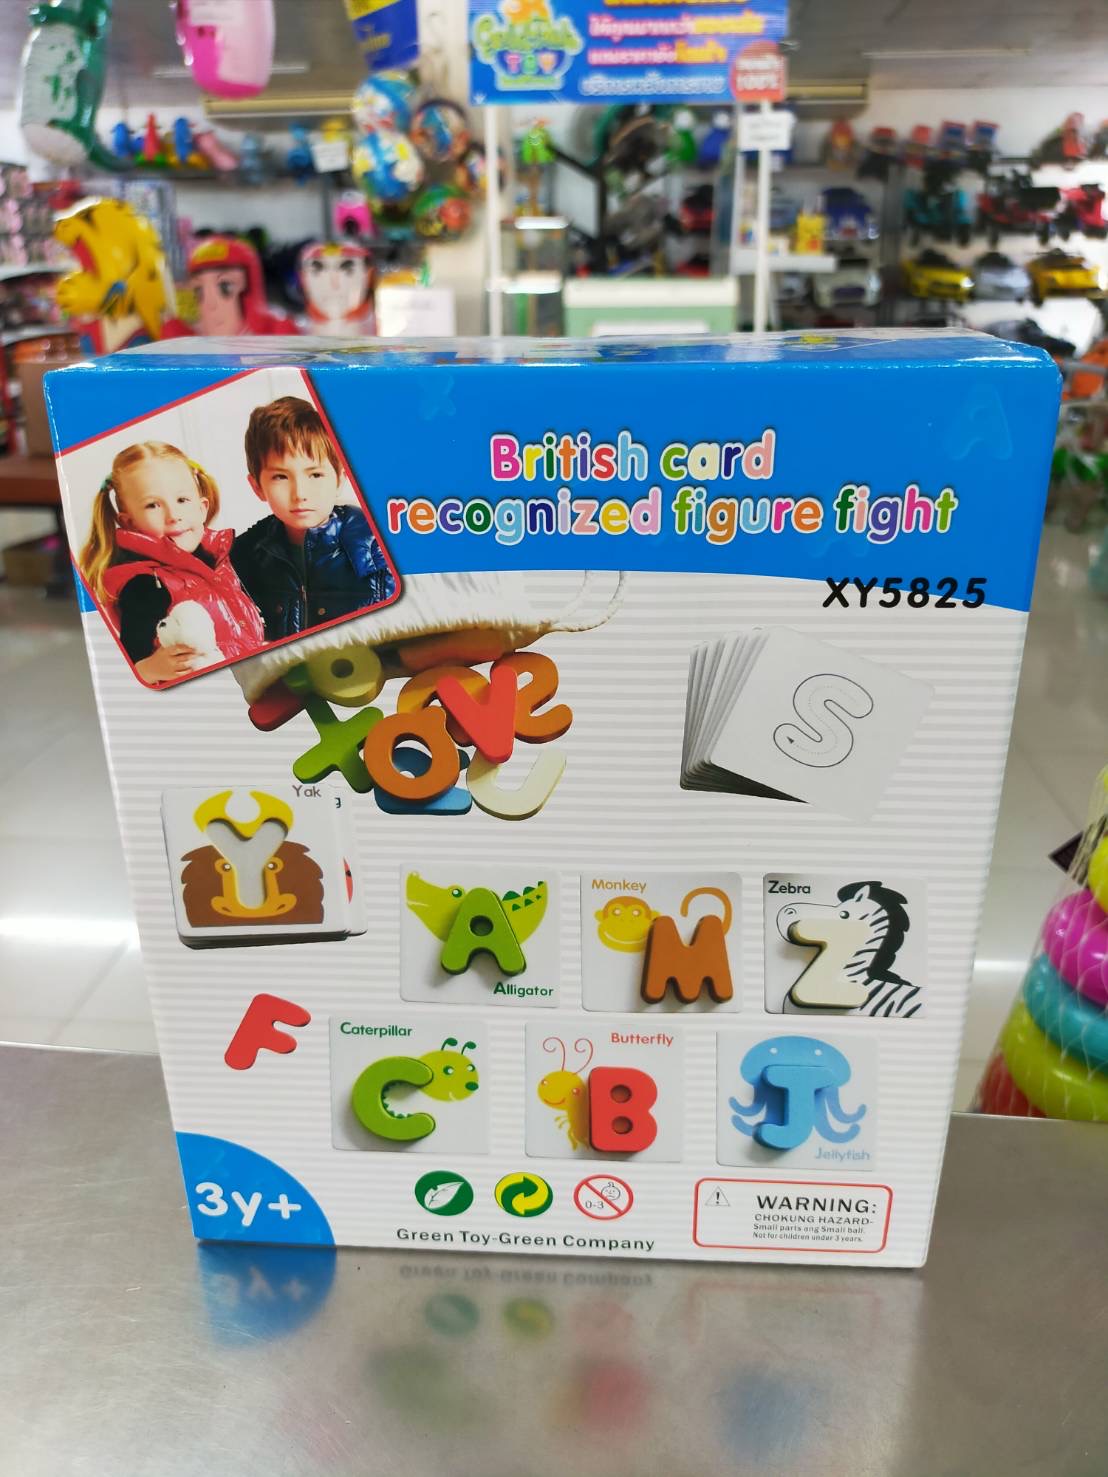 British card
recognized figure fight
XY5825
Yak
Monkey
Zebra
Alligator
Caterpillar
Butterfly
Jellyfish
3y+
0-3
Green Toy-Green Company
WARNING:
CHOKUNG HAZARD-
Small parts ang Small ball.
Not for children under 3 years.